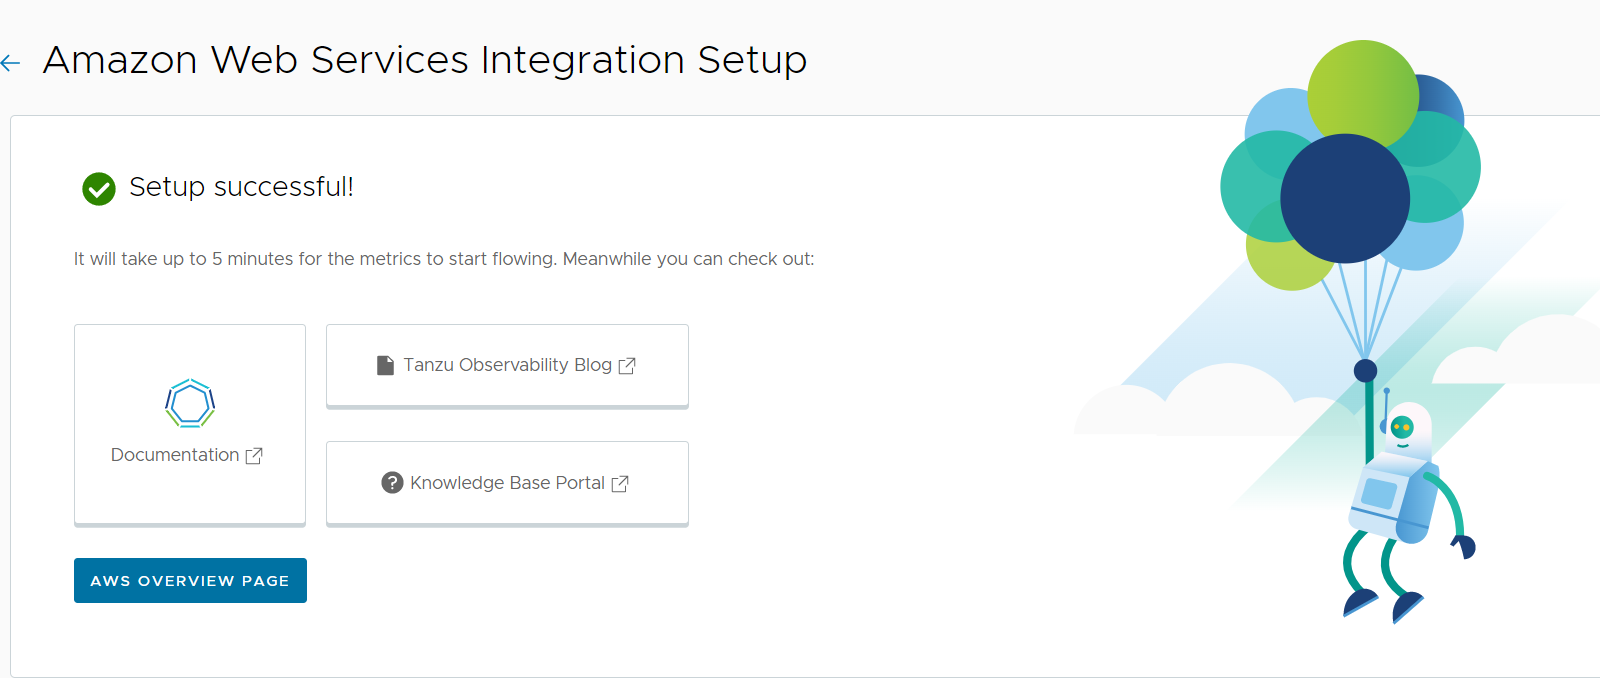 Amazon Web Services Integration Setup
Setup successful!
It will take up to 5 minutes for the metrics to start flowing. Meanwhile you can check out:
Documentation
Tanzu Observability Blog
Knowledge Base Portal
AWS OVERVIEW PAGE